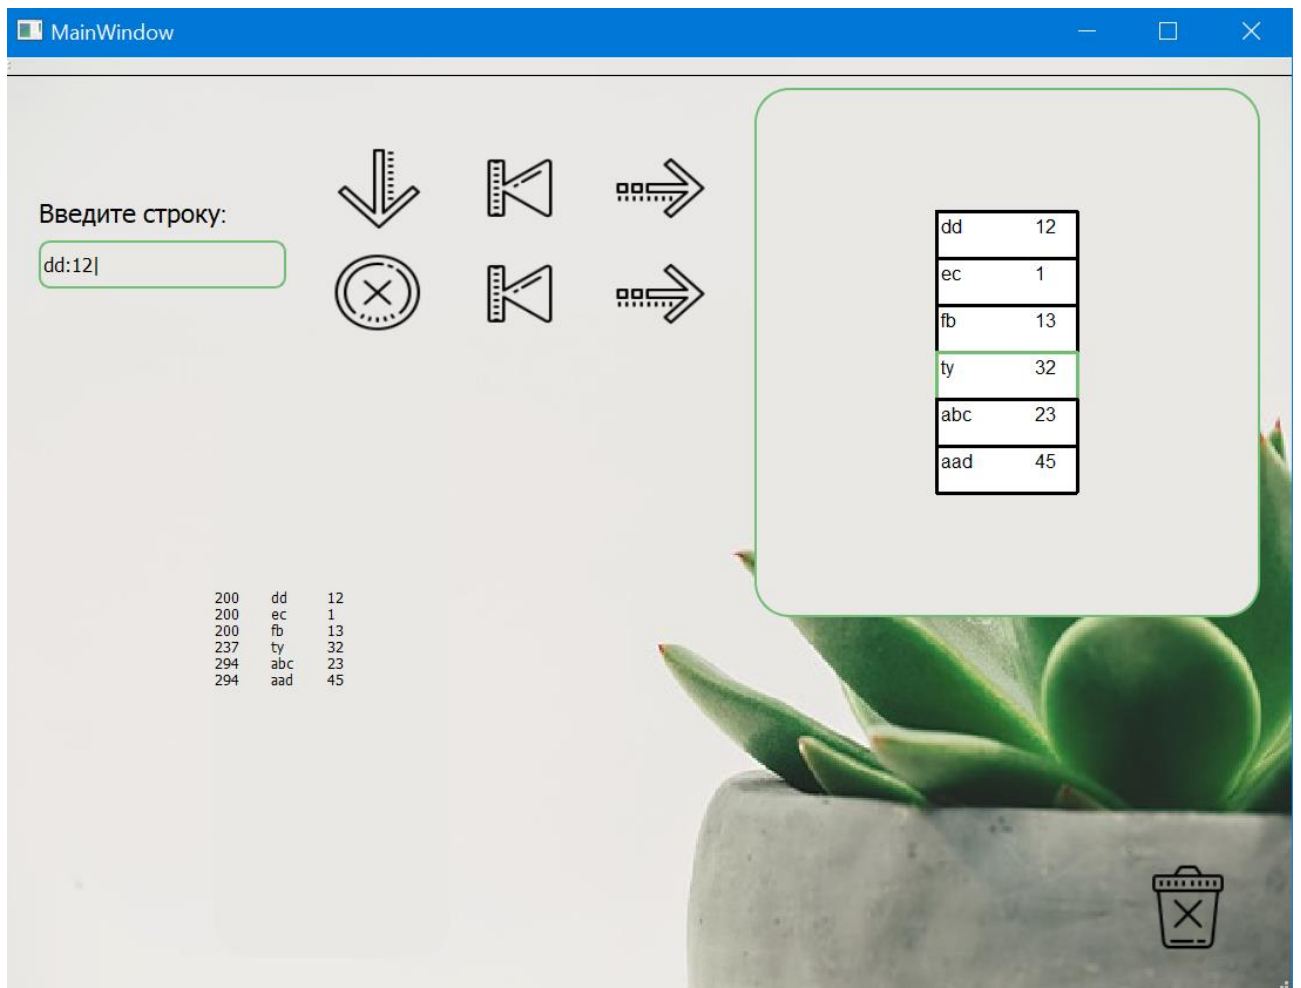 MainWindow
Введите строку:
dd:12
dd 12
ec 1
fb 13
ty 32
abc 23
aad 45
200 dd 12
200 ec 1
200 fb 13
237 ty 32
294 abc 23
294 aad 45